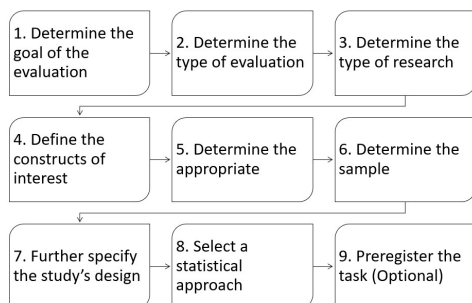 1. Determine the
goal of the
evaluation
2. Determine the
type of evaluation
3. Determine the
type of research
4. Define the
constructs of
interest
5. Determine the
appropriate
6. Determine the
sample
7. Further specify
the study's design
8. Select a
statistical
approach
9. Preregister the
task (Optional)